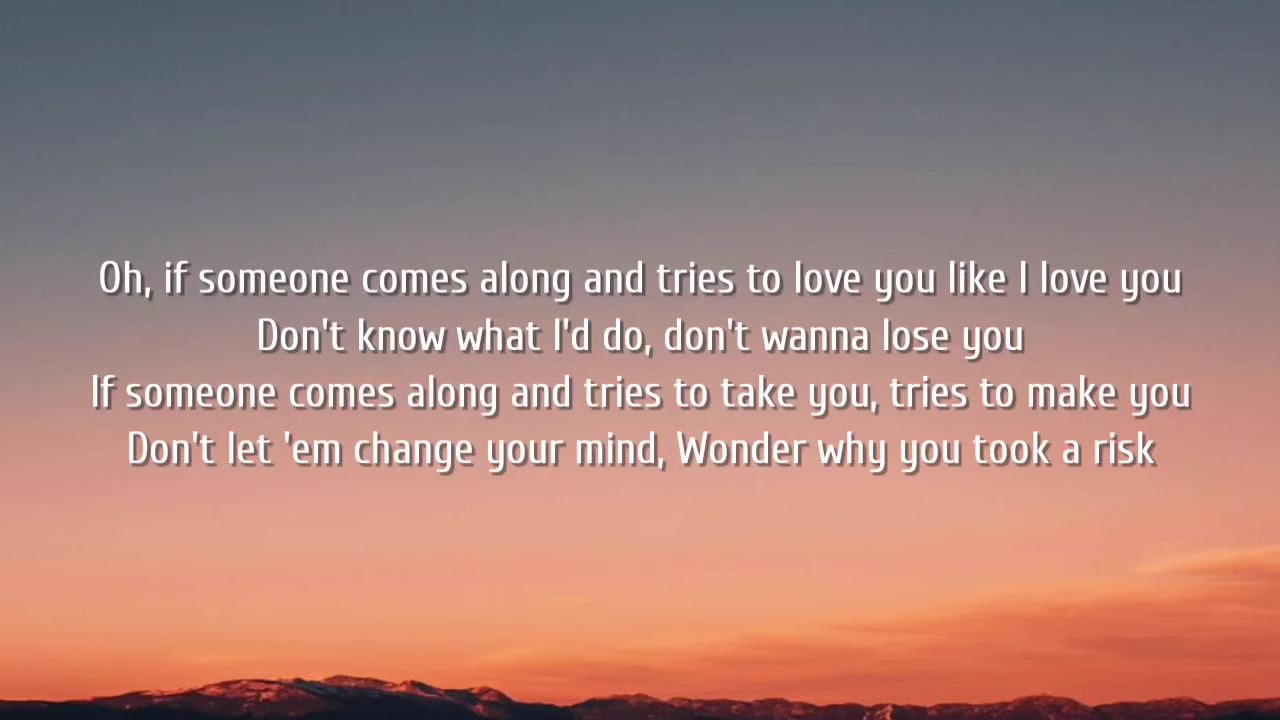 Oh, if someone comes along and tries to love you like I love you
Don't know what I'd do, don't wanna lose you
If someone comes along and tries to take you, tries to make you
Don't let 'em change your mind, Wonder why you took a risk